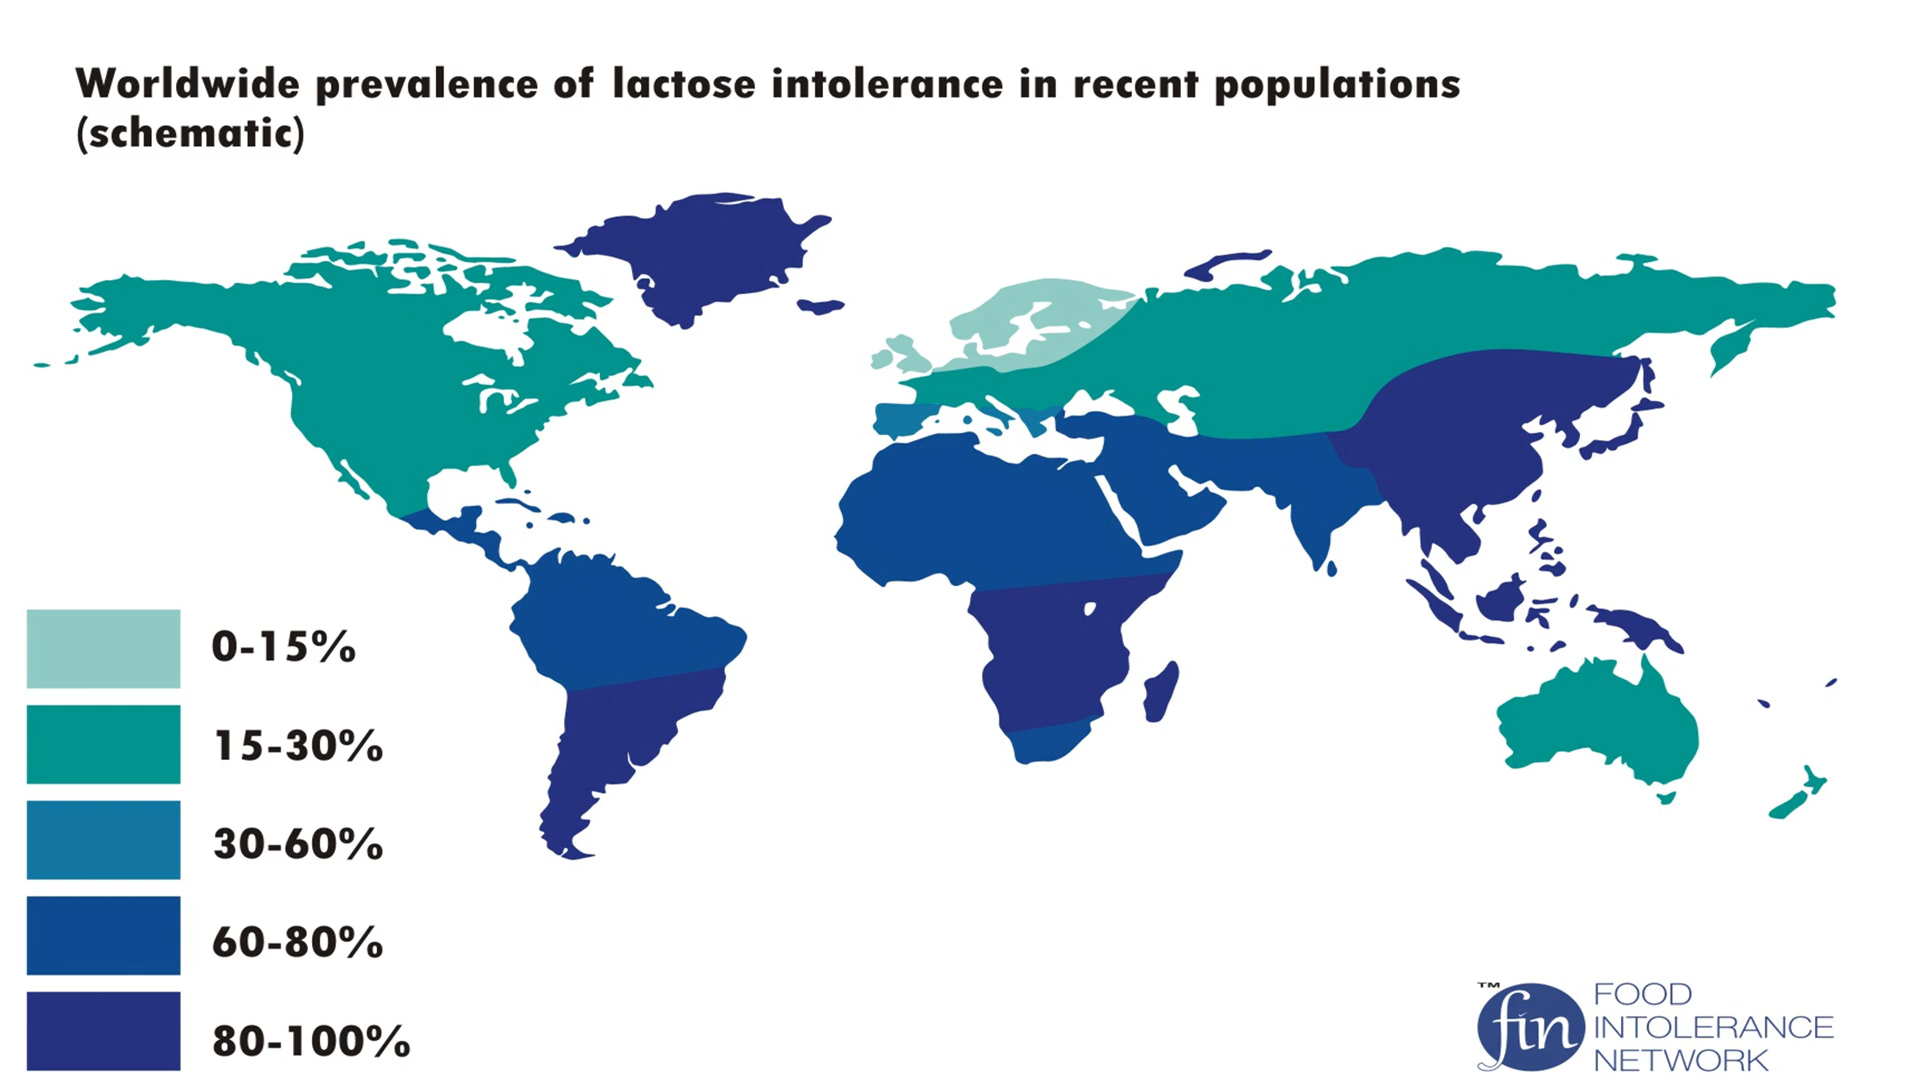 Worldwide prevalence of lactose intolerance in recent populations
(schematic)
0-15%
15-30%
30-60%
60-80%
80-100%
TM
fin
FOOD
INTOLERANCE
NETWORK